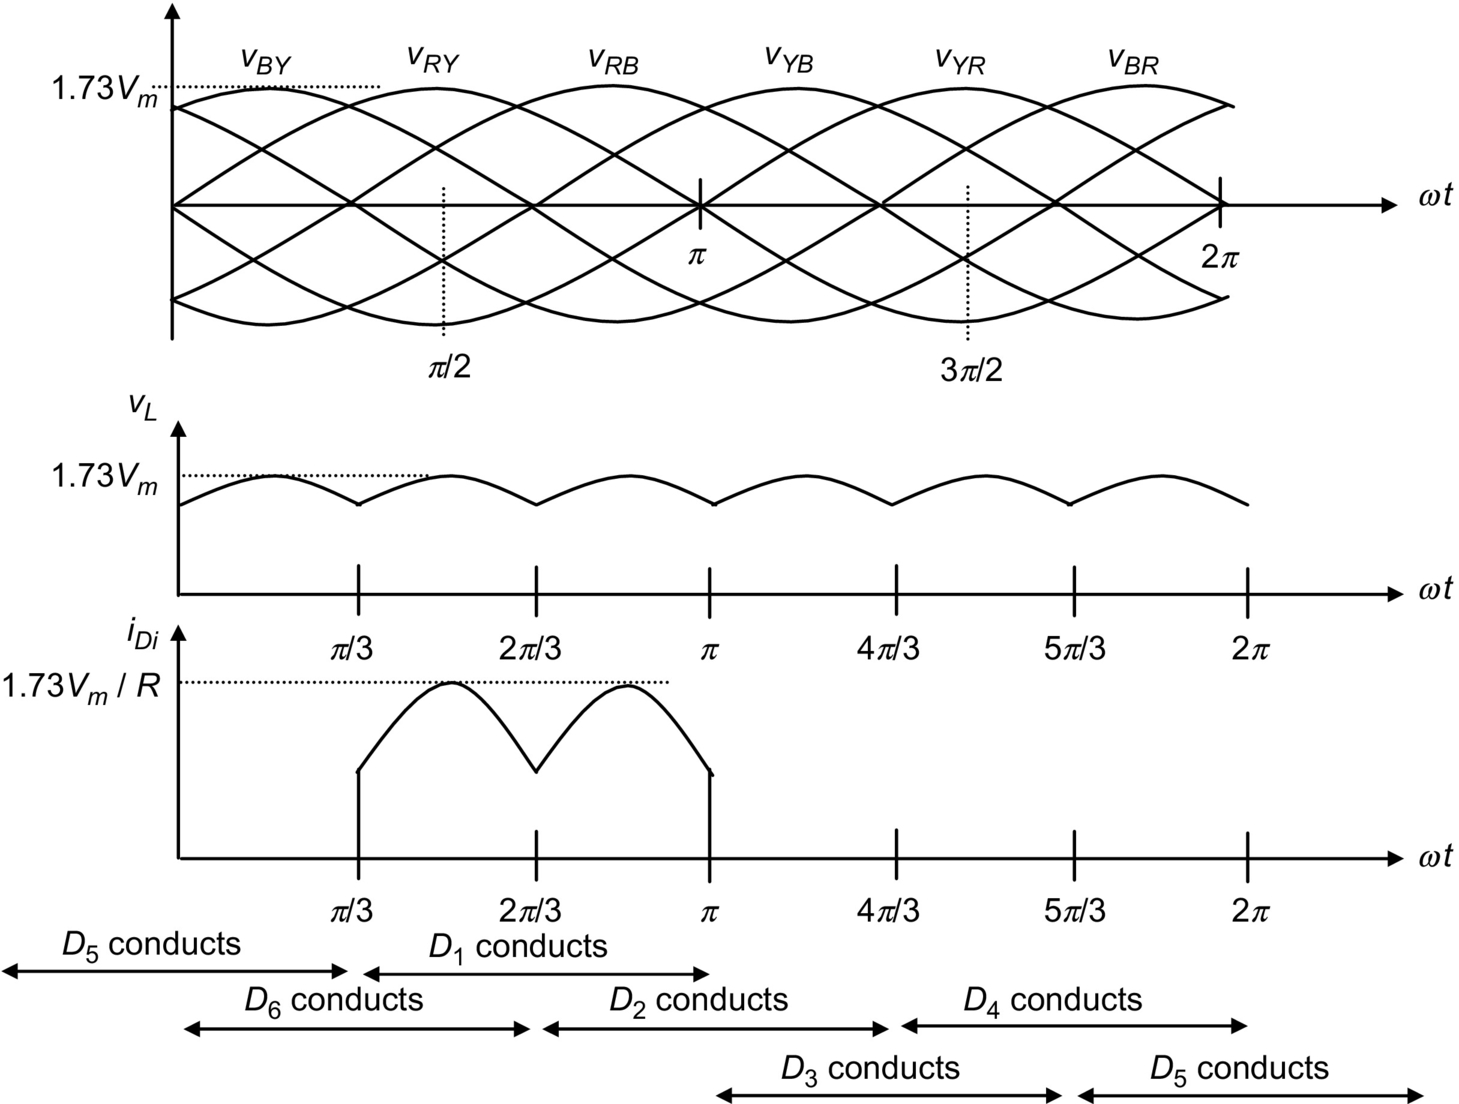 v_BY v_RY v_RB v_YB v_YR v_BR
1.73V_m
ωt
π 2π
π/2 3π/2
v_L
1.73V_m
ωt
π/3 2π/3 π 4π/3 5π/3 2π
i_Di
1.73V_m / R
ωt
π/3 2π/3 π 4π/3 5π/3 2π
D_5 conducts D_1 conducts
D_6 conducts D_2 conducts D_4 conducts
D_3 conducts D_5 conducts